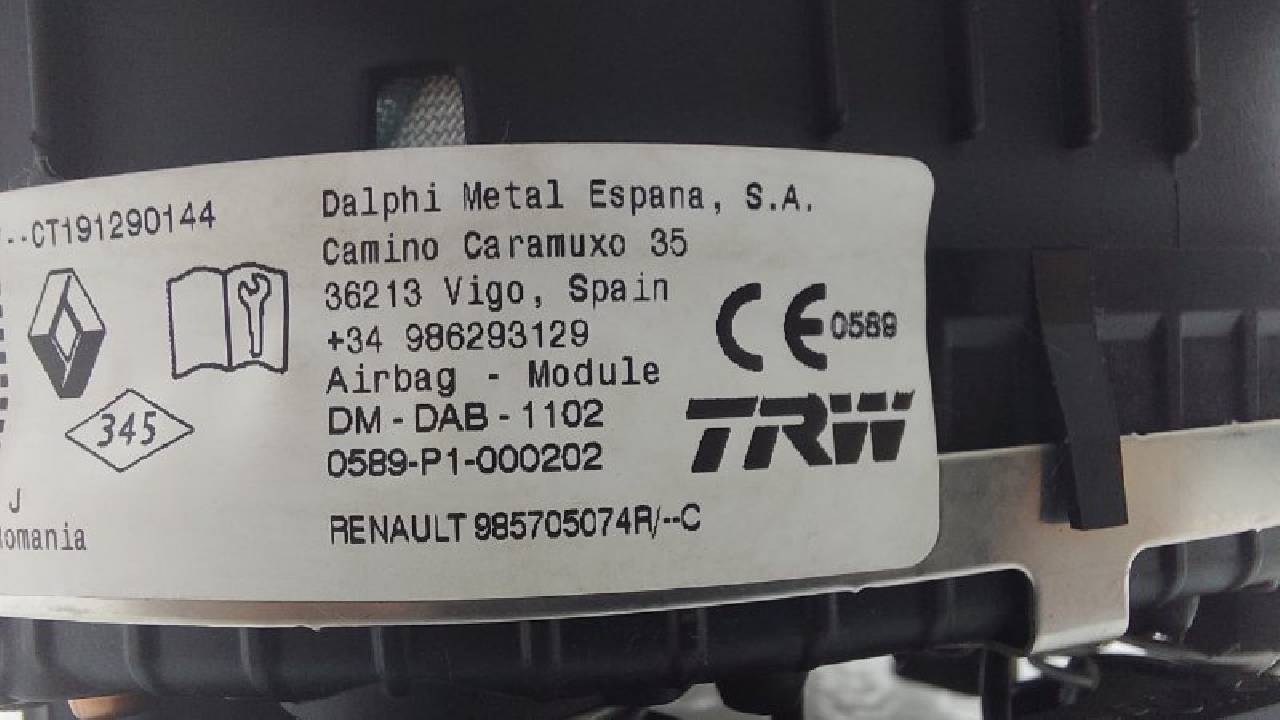 --CT191290144
Dalphi Metal Espana, S.A.
Camino Caramuxo 35
36213 Vigo, Spain
+34 986293129
Airbag - Module
DM - DAB - 1102
0589-P1-000202
RENAULT 985705074R/--C
CE 0589
TRW
345
J